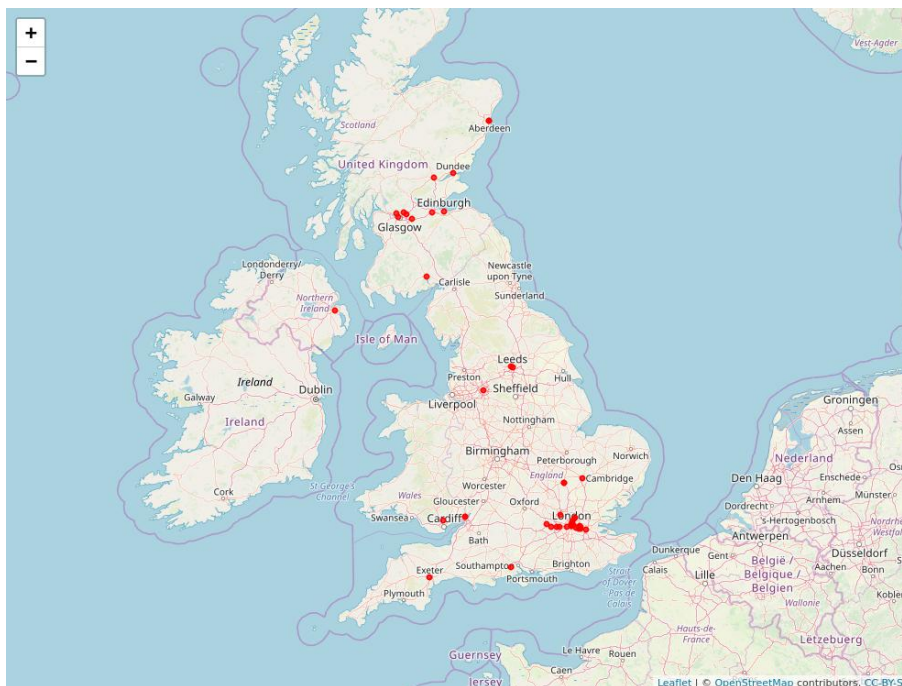 +
−
Vest-Agder
Scotland
Aberdeen
United Kingdom
Dundee
Edinburgh
Glasgow
Londonderry/
Derry
Newcastle
upon Tyne
Carlisle
Sunderland
Northern
Ireland
Isle of Man
Leeds
Preston
Hull
Ireland
Dublin
Sheffield
Galway
Liverpool
Groningen
Ireland
Nottingham
Assen
Birmingham
Peterborough
Norwich
Nederland
Cork
St George's
Channel
Wales
Worcester
England
Cambridge
Den Haag
Enschede
Gloucester
Oxford
Arnhem
Münster
Swansea
Cardiff
London
Dordrecht
's-Hertogenbosch
Bath
Antwerpen
Exeter
Southampton
Brighton
Dunkerque
Gent
Düsseldorf
Portsmouth
Strait
of Dover
Pas de
Calais
Calais
Lille
België /
Belgique /
Belgien
Aachen
Bonn
Plymouth
Wallonie
Hauts-de-
France
Guernsey
Le Havre
Rouen
Lëtzebuerg
Caen
Jersey
Leaflet | © OpenStreetMap contributors, CC-BY-S